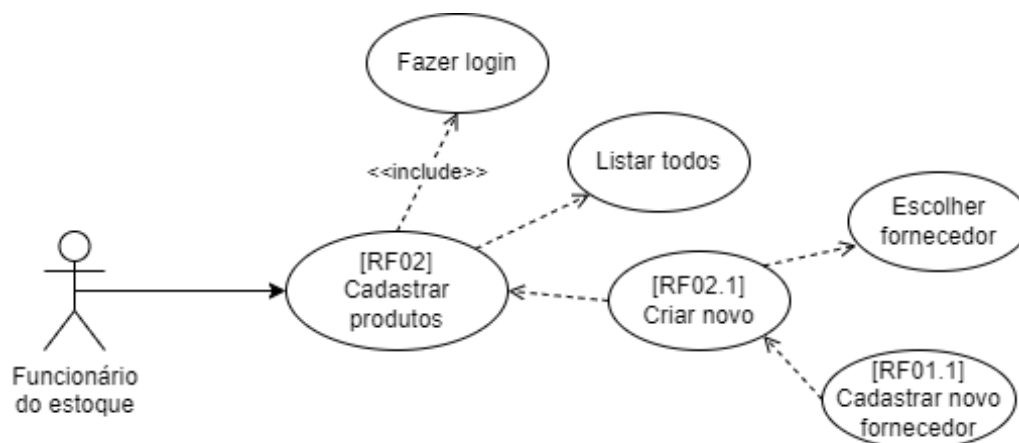 Fazer login
<<include>>
Listar todos
Escolher
fornecedor
[RF02]
Cadastrar
produtos
[RF02.1]
Criar novo
[RF01.1]
Cadastrar novo
fornecedor
Funcionário
do estoque